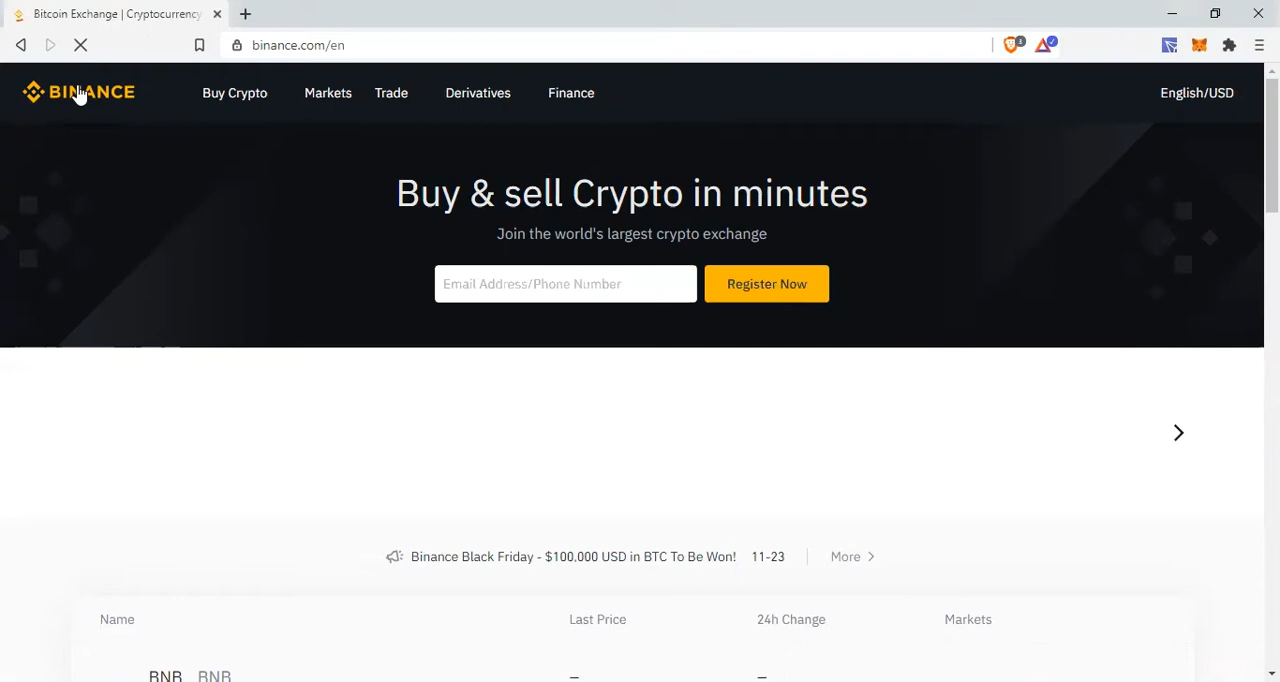 Bitcoin Exchange | Cryptocurrency
binance.com/en
3
BINANCE
Buy Crypto
Markets
Trade
Derivatives
Finance
English/USD
Buy & sell Crypto in minutes
Join the world's largest crypto exchange
Email Address/Phone Number
Register Now
Binance Black Friday - $100,000 USD in BTC To Be Won! 11-23
More
Name
Last Price
24h Change
Markets
BNB BNB
– –